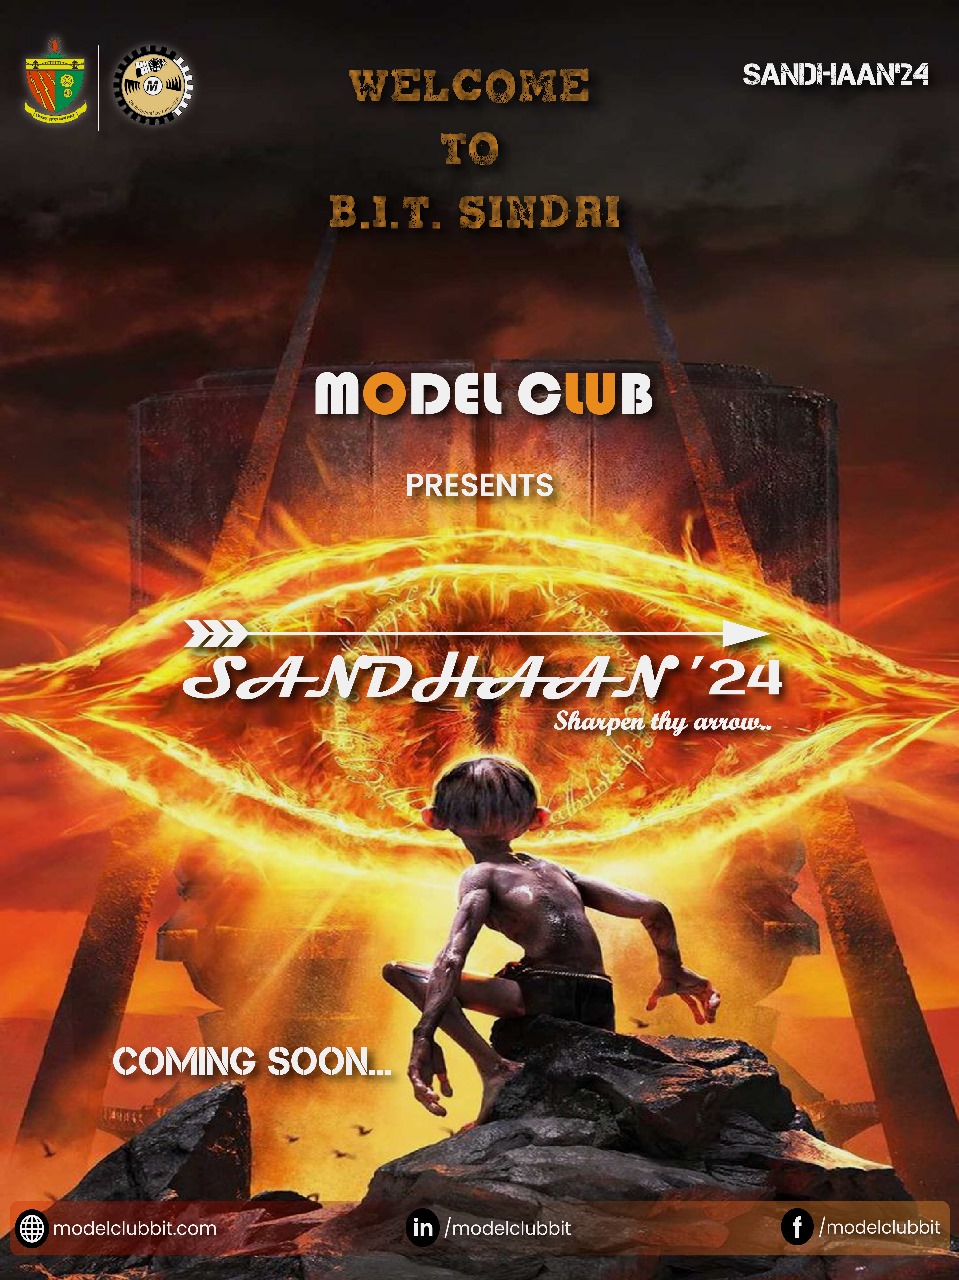 SANDHAAN'24
WELCOME
TO
B.I.T. SINDRI
MODEL CLUB
PRESENTS
SANDHAAN '24
Sharpen thy arrow..
COMING SOON...
modelclubbit.com
in /modelclubbit
f /modelclubbit